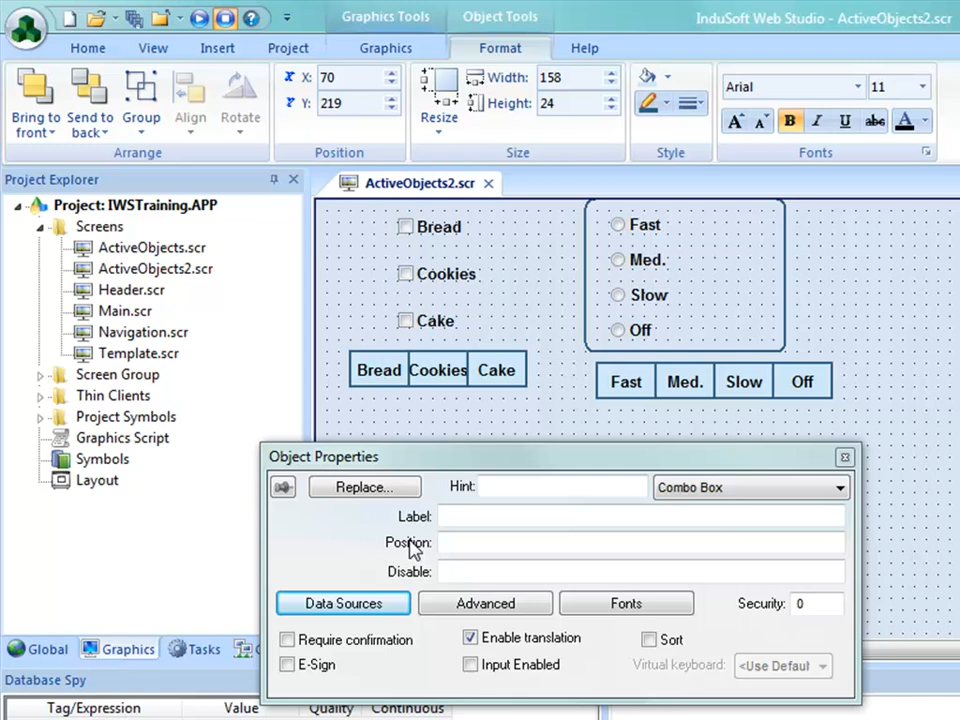 Graphics Tools
Object Tools
InduSoft Web Studio - ActiveObjects2.scr
Home
View
Insert
Project
Graphics
Format
Help
Bring to front
Send to back
Group
Align
Rotate
Arrange
X: 70
Y: 219
Position
Resize
Width: 158
Height: 24
Size
Style
Arial
11
A A B I U abc A
Fonts
Project Explorer
ActiveObjects2.scr
Project: IWSTraining.APP
Screens
ActiveObjects.scr
ActiveObjects2.scr
Header.scr
Main.scr
Navigation.scr
Template.scr
Screen Group
Thin Clients
Project Symbols
Graphics Script
Symbols
Layout
Bread
Cookies
Cake
Bread Cookies Cake
Fast
Med.
Slow
Off
Fast Med. Slow Off
Object Properties
Replace...
Hint:
Combo Box
Label:
Position:
Disable:
Data Sources
Advanced
Fonts
Security: 0
Require confirmation
Enable translation
Sort
E-Sign
Input Enabled
Virtual keyboard:
<Use Defaul
Global
Graphics
Tasks
Database Spy
Tag/Expression
Value
Quality
Continuous